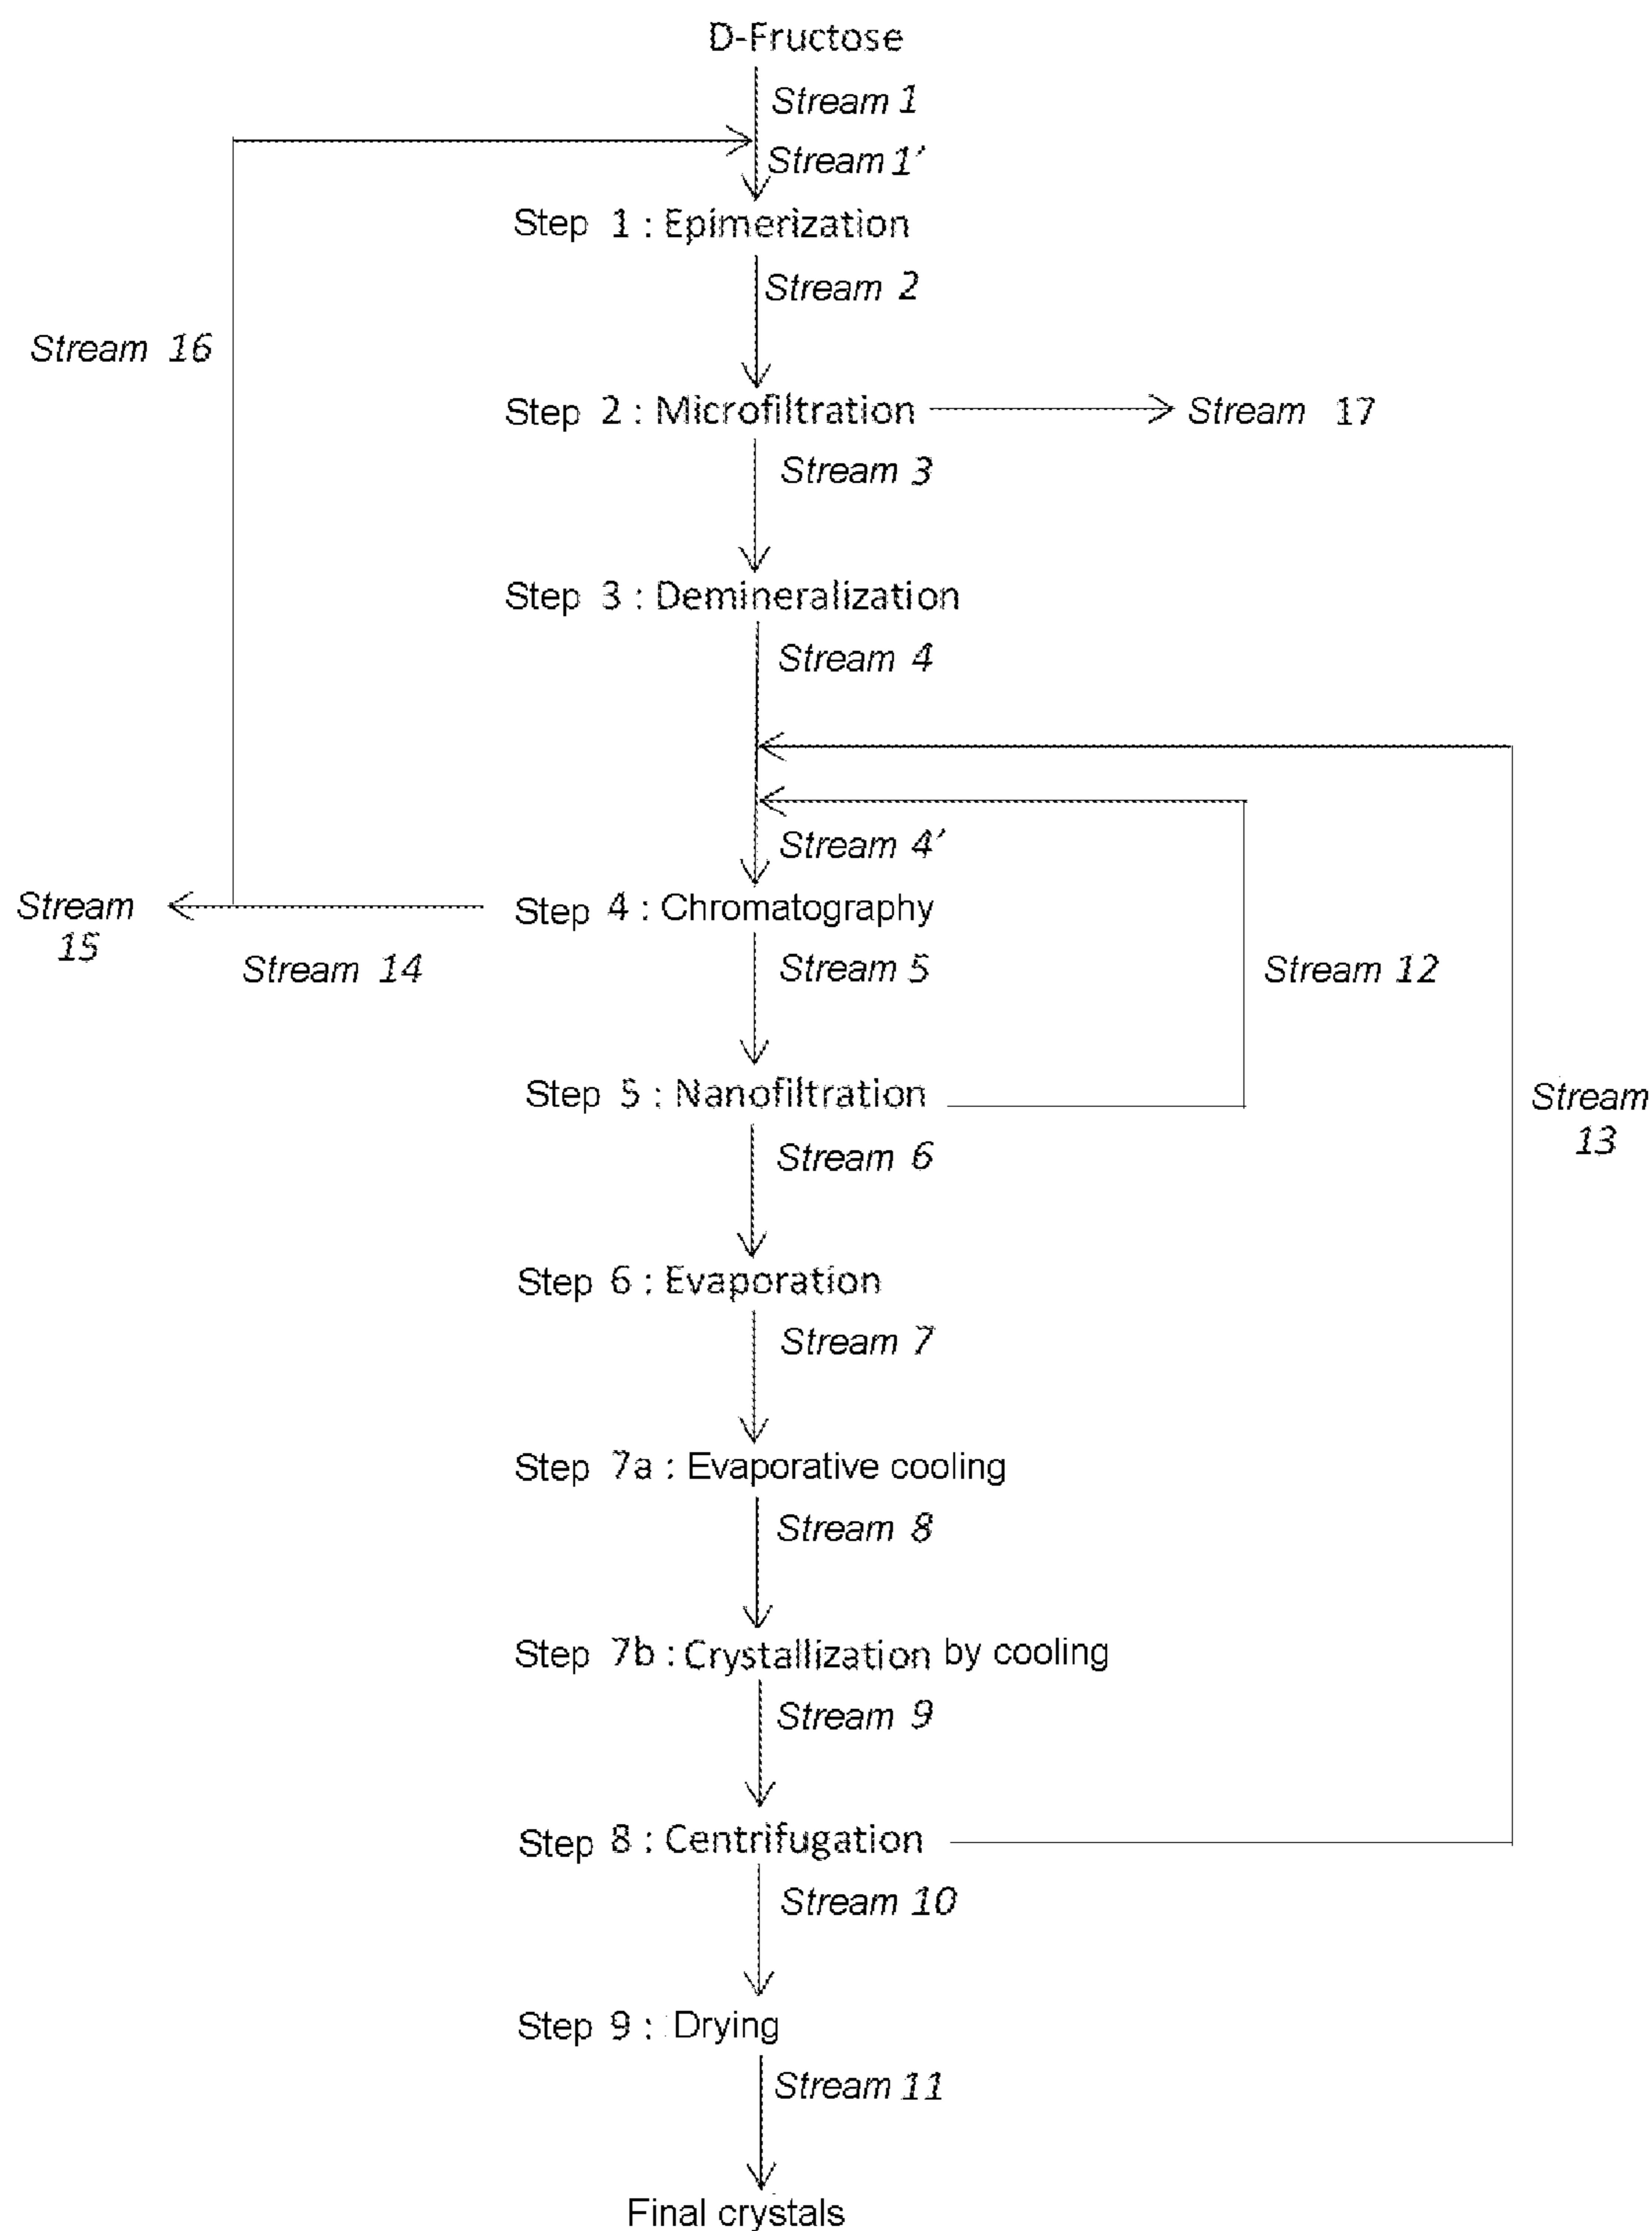 D-Fructose
Stream 1
Stream 1'
Step 1 : Epimerization
Stream 2
Stream 16
Step 2 : Microfiltration
Stream 17
Stream 3
Step 3 : Demineralization
Stream 4
Stream 4'
Stream
15
Step 4 : Chromatography
Stream 14
Stream 5
Stream 12
Step 5 : Nanofiltration
Stream
13
Stream 6
Step 6 : Evaporation
Stream 7
Step 7a : Evaporative cooling
Stream 8
Step 7b : Crystallization by cooling
Stream 9
Step 8 : Centrifugation
Stream 10
Step 9 : Drying
Stream 11
Final crystals